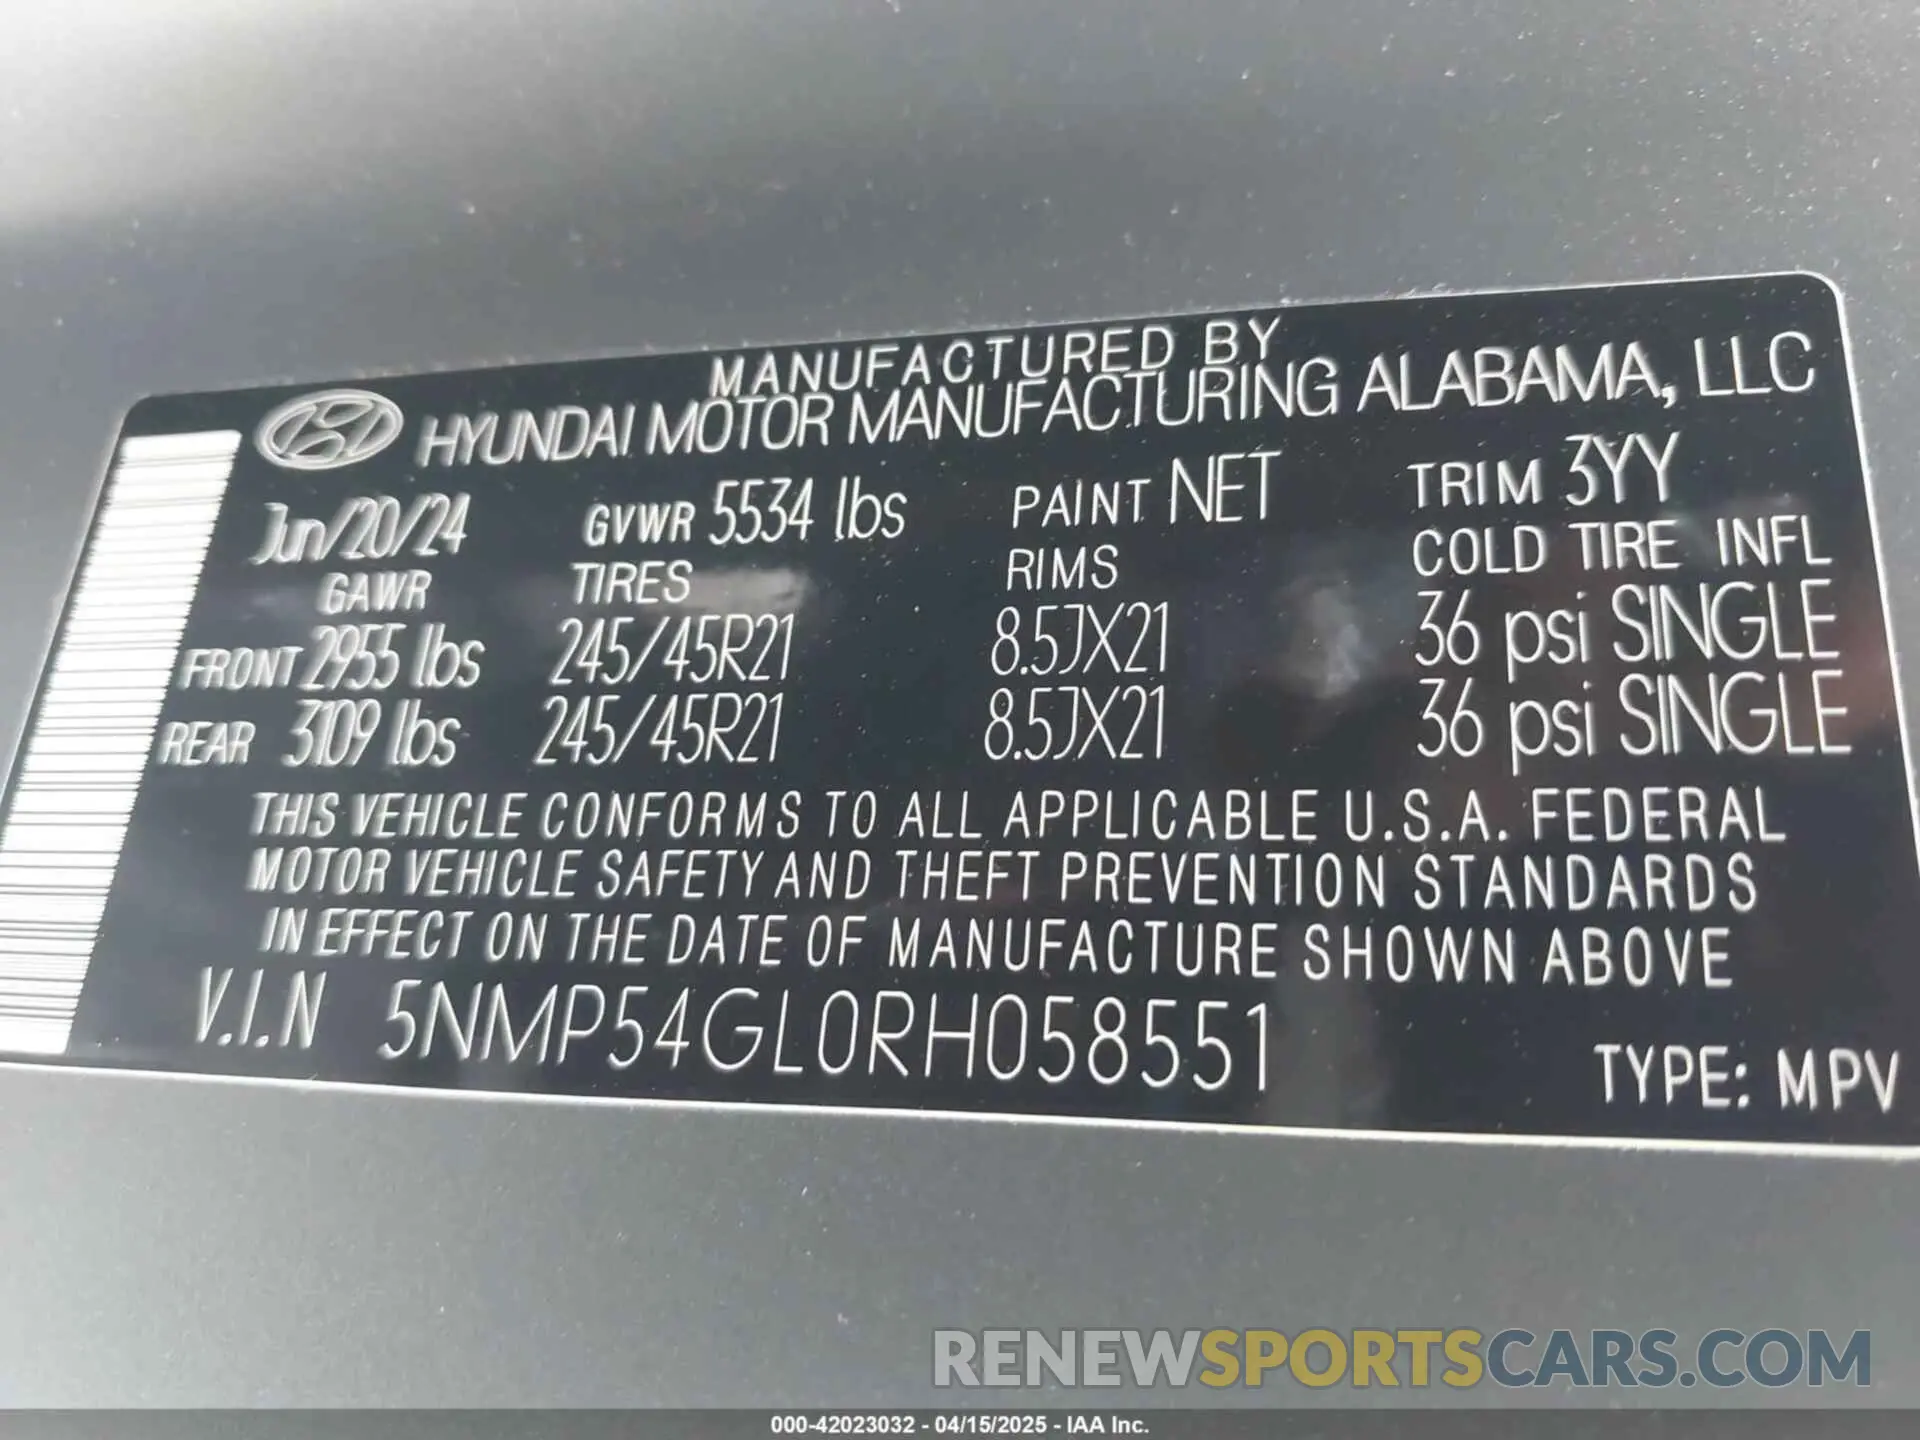 MANUFACTURED BY
HYUNDAI MOTOR MANUFACTURING ALABAMA, LLC
Jun/20/24 GVWR 5534 lbs PAINT NET TRIM 3YY
GAWR TIRES RIMS COLD TIRE INFL
FRONT 2955 lbs 245/45R21 8.5JX21 36 psi SINGLE
REAR 3109 lbs 245/45R21 8.5JX21 36 psi SINGLE
THIS VEHICLE CONFORMS TO ALL APPLICABLE U.S.A. FEDERAL
MOTOR VEHICLE SAFETY AND THEFT PREVENTION STANDARDS
IN EFFECT ON THE DATE OF MANUFACTURE SHOWN ABOVE
V.I.N 5NMP54GL0RH058551
TYPE: MPV
RENEWSPORTSCARS.COM
000-42023032 - 04/15/2025 - IAA Inc.